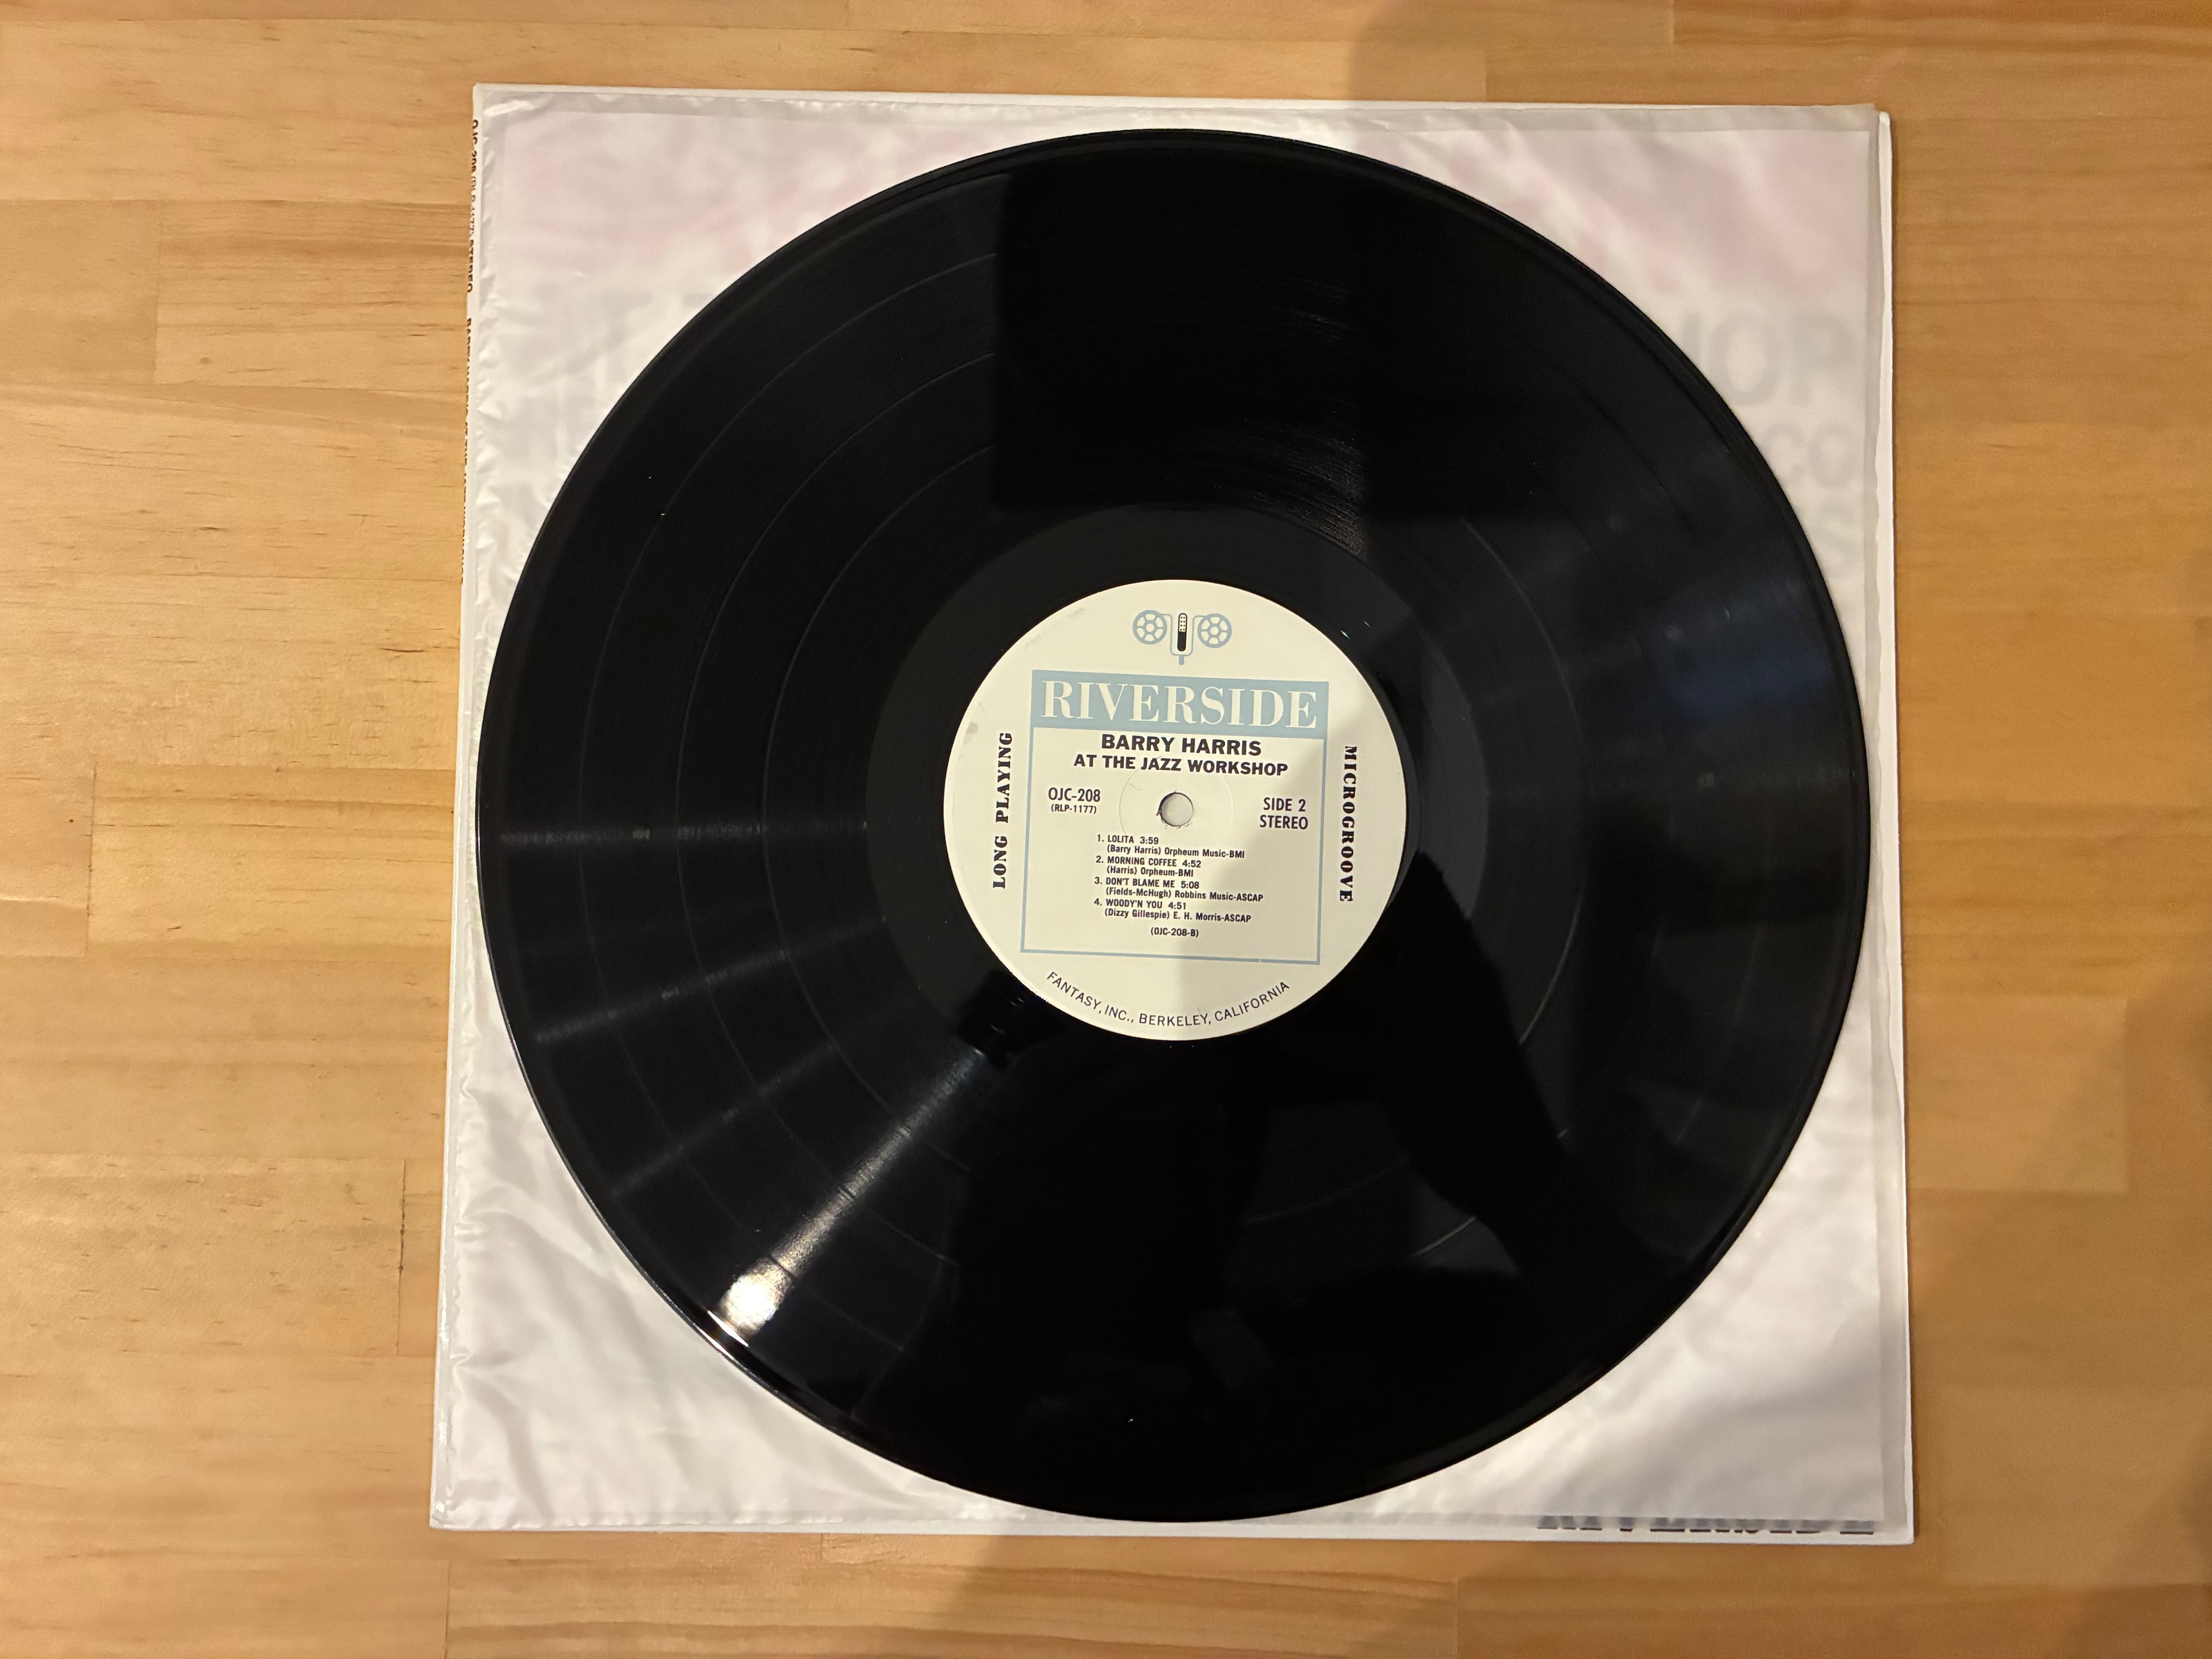 RIVERSIDE
BARRY HARRIS
AT THE JAZZ WORKSHOP
OJC-208
(RLP-1177)
SIDE 2
STEREO
LONG PLAYING
MICROGROOVE
1. LOLITA 3:59
(Barry Harris) Orpheum Music-BMI
2. MORNING COFFEE 4:52
(Harris) Orpheum-BMI
3. DON'T BLAME ME 5:08
(Fields-McHugh) Robbins Music-ASCAP
4. WOODY'N YOU 4:51
(Dizzy Gillespie) E. H. Morris-ASCAP
(OJC-208-B)
FANTASY, INC., BERKELEY, CALIFORNIA
RIVERSIDE